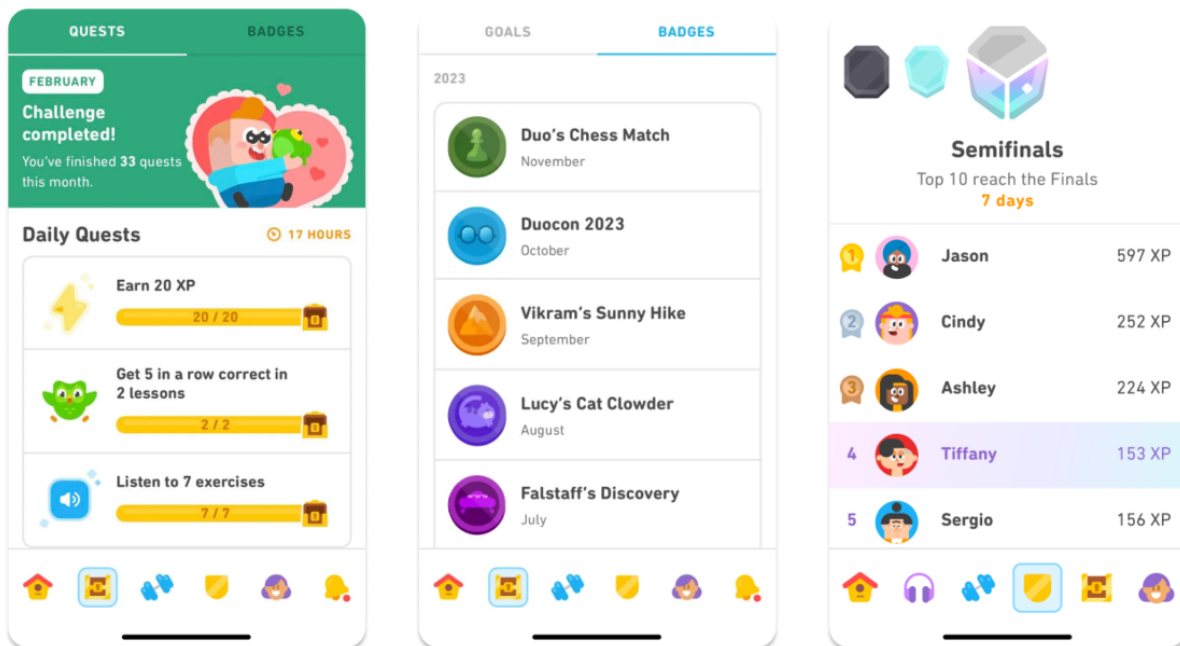 QUESTS
BADGES
FEBRUARY
Challenge
completed!
You've finished 33 quests
this month.
Daily Quests
17 HOURS
Earn 20 XP
20 / 20
Get 5 in a row correct in
2 lessons
2 / 2
Listen to 7 exercises
7 / 7
GOALS
BADGES
2023
Duo's Chess Match
November
Duocon 2023
October
Vikram's Sunny Hike
September
Lucy's Cat Clowder
August
Falstaff's Discovery
July
Semifinals
Top 10 reach the Finals
7 days
1 Jason 597 XP
2 Cindy 252 XP
3 Ashley 224 XP
4 Tiffany 153 XP
5 Sergio 156 XP